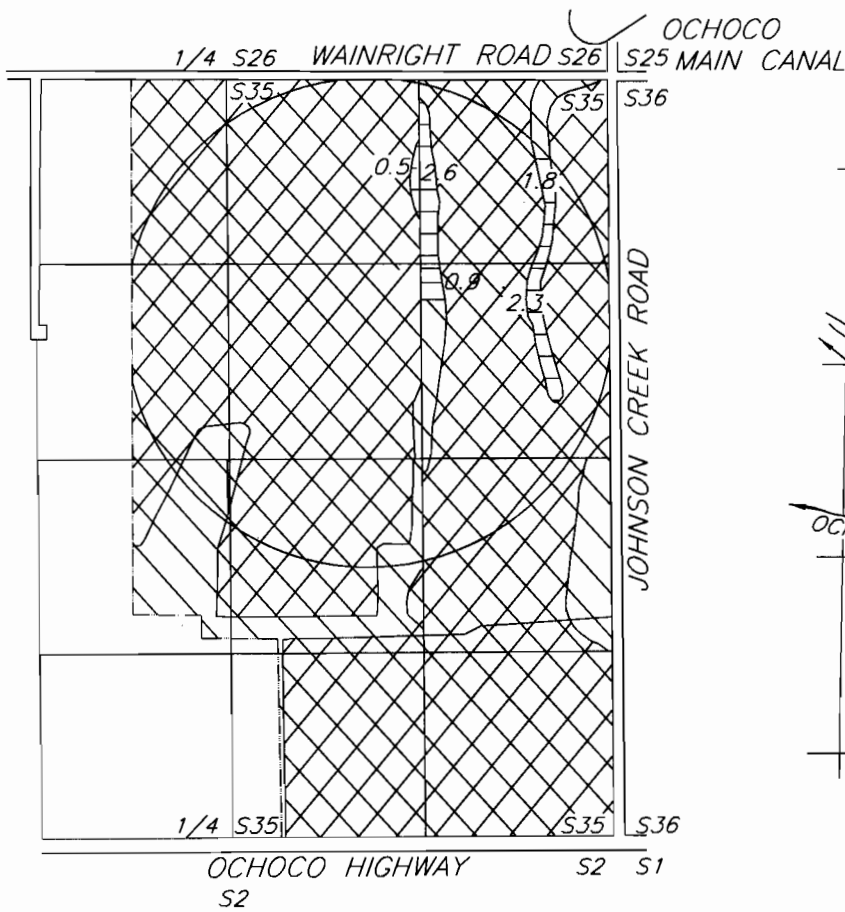 OCHOCO
1/4 S26 WAINRIGHT ROAD S26 S25 MAIN CANAL
S35 S35 S36
0.5 2.6 1.8
0.9
2.3
JOHNSON CREEK ROAD
1/4 S35 S35 S36
OCHOCO HIGHWAY S2 S1
S2